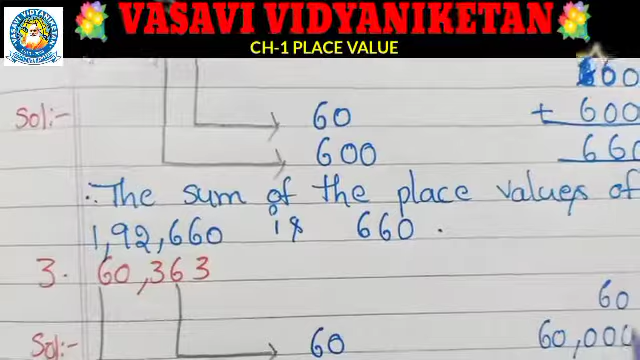 VASAVI VIDYANIKETAN
CH-1 PLACE VALUE
Sol:-
60
600
60
+ 600
660
∴ The sum of the place values of
1,92,660 is 660.
3. 60,363
60
Sol:-
60
60,000